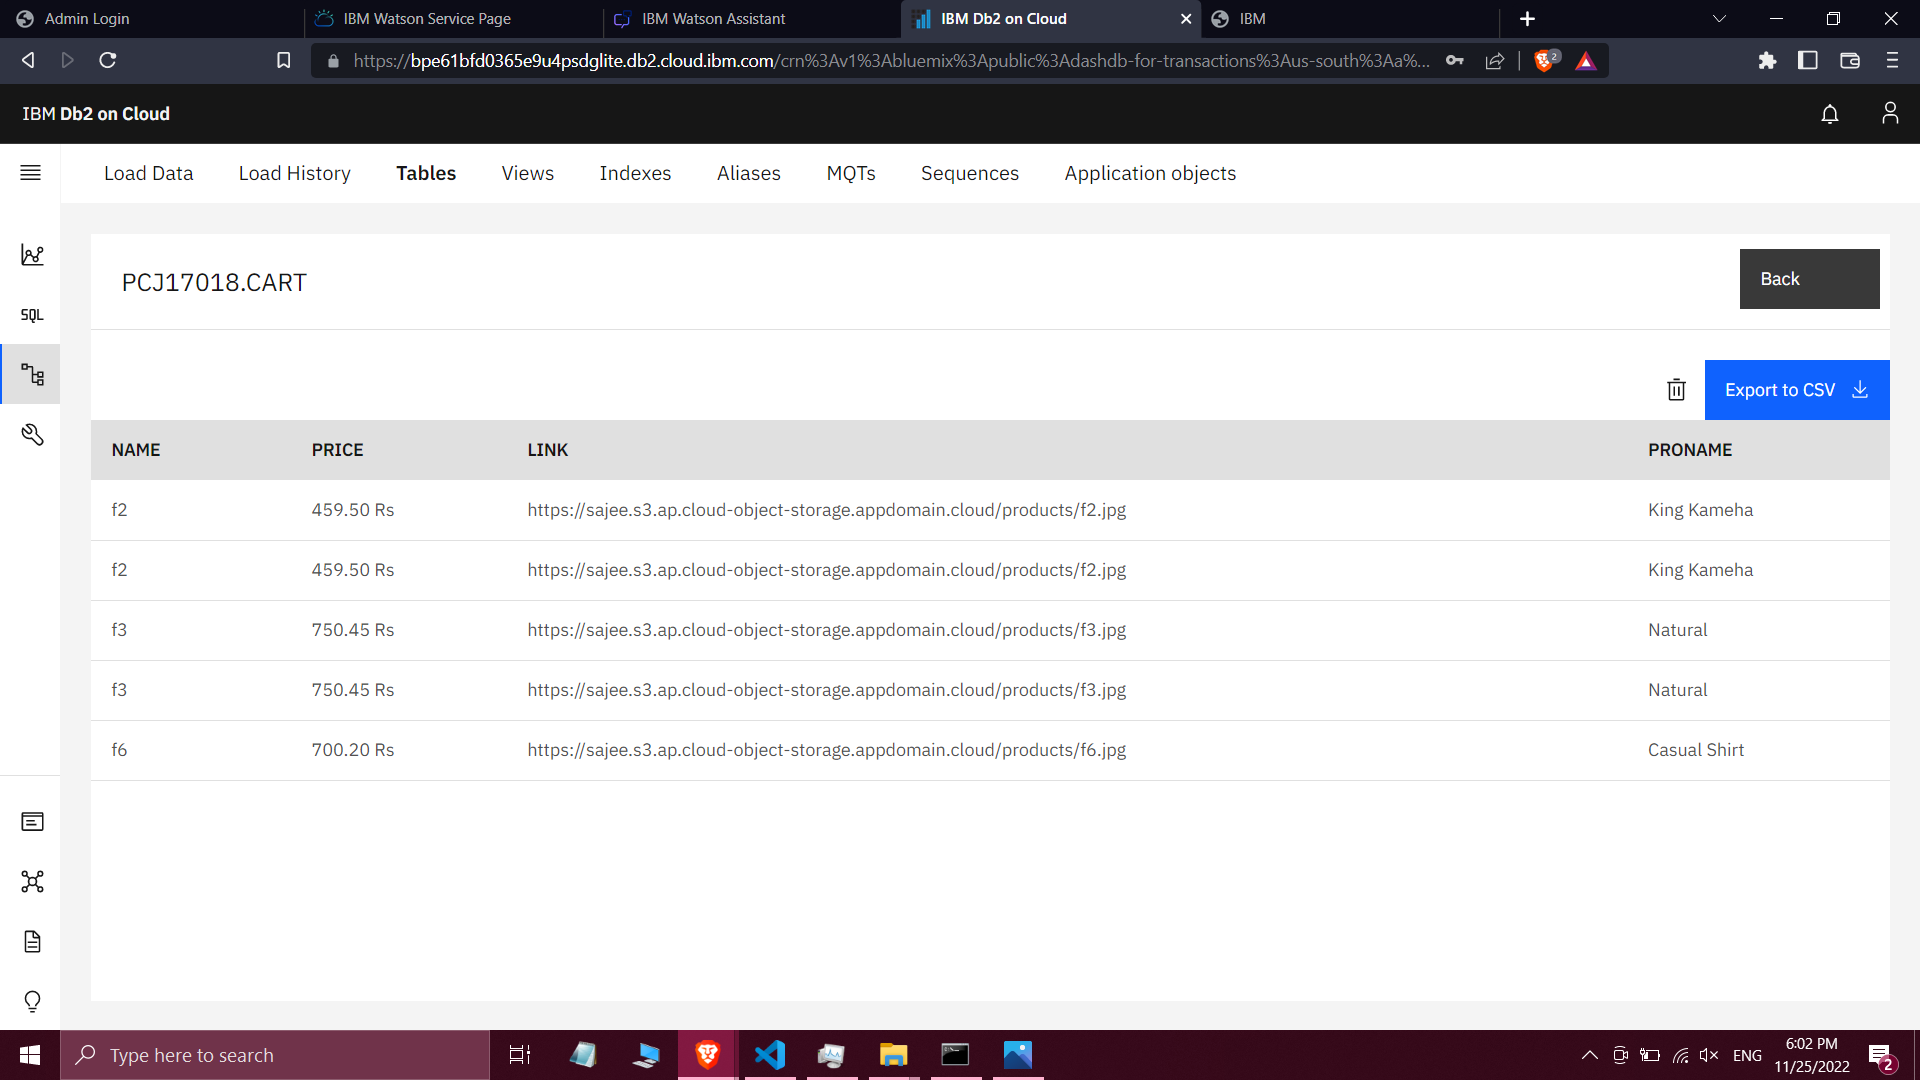 Admin Login
IBM Watson Service Page
IBM Watson Assistant
IBM Db2 on Cloud
IBM
https://bpe61bfd0365e9u4psdglite.db2.cloud.ibm.com/crn%3Av1%3Abluemix%3Apublic%3Adashdb-for-transactions%3Aus-south%3Aa%...
2
IBM Db2 on Cloud
Load Data
Load History
Tables
Views
Indexes
Aliases
MQTs
Sequences
Application objects
SQL
PCJ17018.CART
Back
Export to CSV
NAME PRICE LINK PRONAME
f2 459.50 Rs https://sajee.s3.ap.cloud-object-storage.appdomain.cloud/products/f2.jpg King Kameha
f2 459.50 Rs https://sajee.s3.ap.cloud-object-storage.appdomain.cloud/products/f2.jpg King Kameha
f3 750.45 Rs https://sajee.s3.ap.cloud-object-storage.appdomain.cloud/products/f3.jpg Natural
f3 750.45 Rs https://sajee.s3.ap.cloud-object-storage.appdomain.cloud/products/f3.jpg Natural
f6 700.20 Rs https://sajee.s3.ap.cloud-object-storage.appdomain.cloud/products/f6.jpg Casual Shirt
Type here to search
ENG
6:02 PM
11/25/2022
2